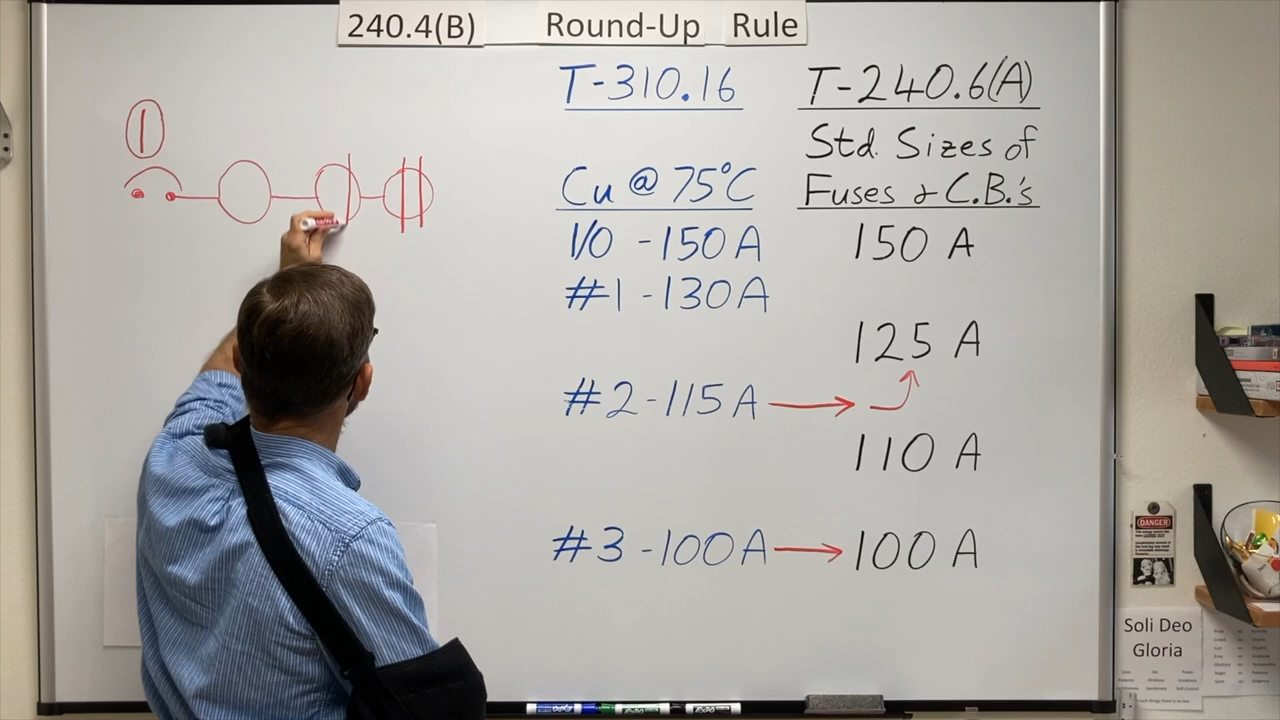 240.4(B) Round-Up Rule
T-310.16
Cu @ 75°C
1/0 - 150 A
#1 - 130 A
#2 - 115 A
#3 - 100 A
T-240.6(A)
Std. Sizes of
Fuses & C.B.'s
150 A
125 A
110 A
100 A
1
DANGER
Soli Deo
Gloria
EXPO